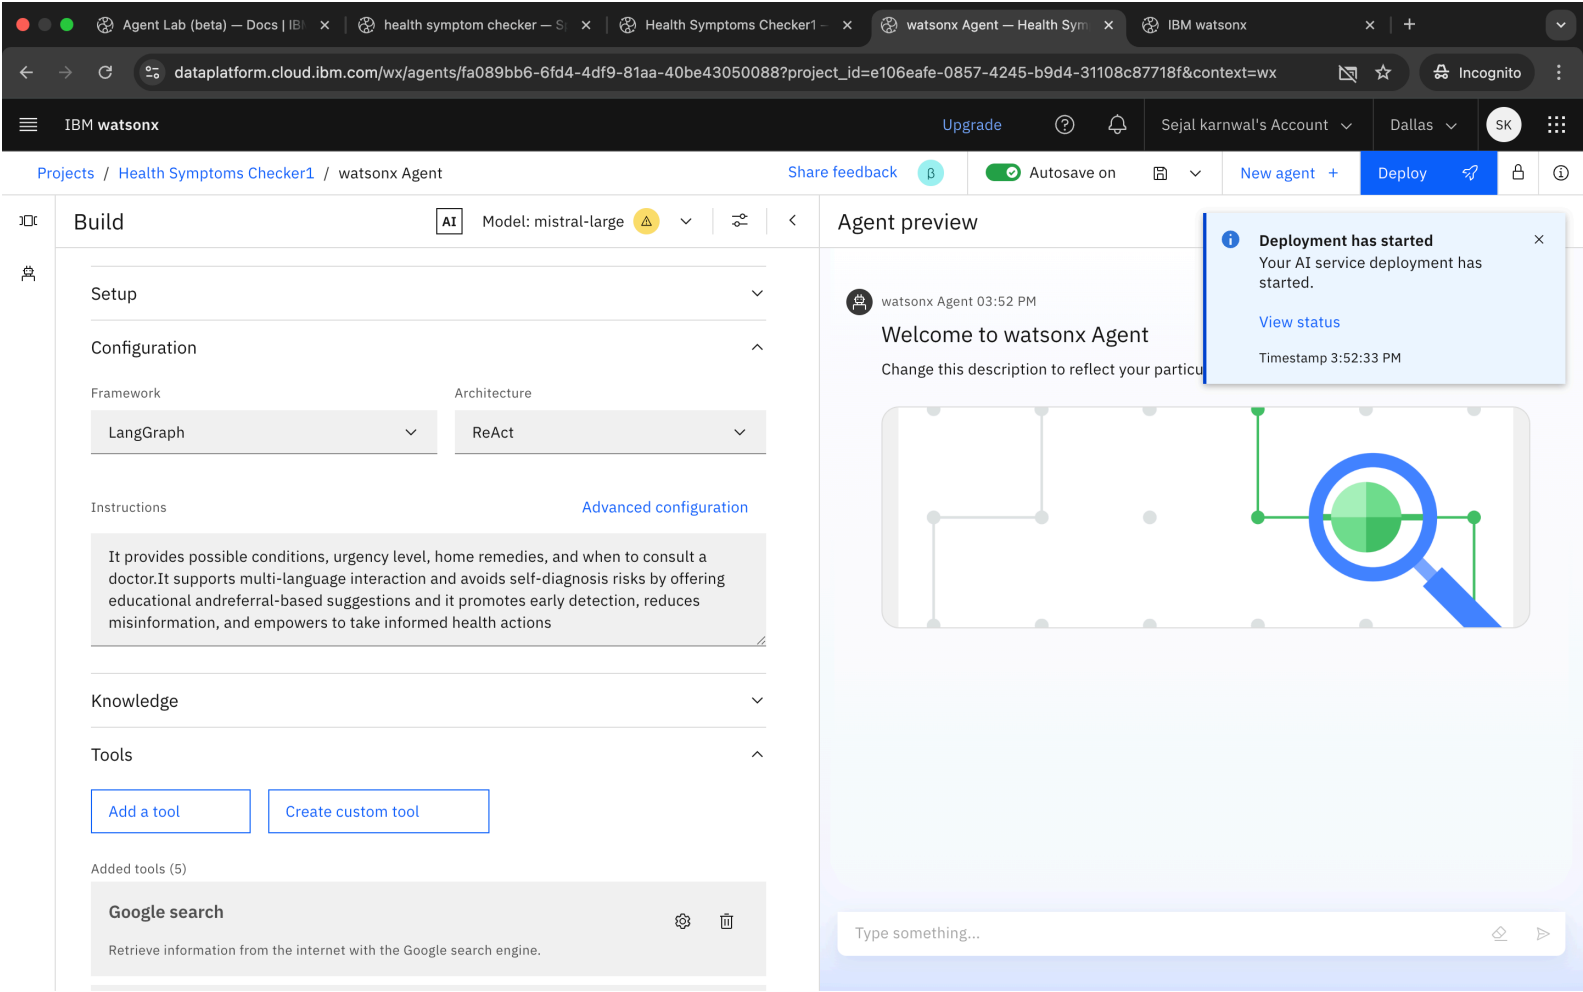 Agent Lab (beta) — Docs | IB
health symptom checker — S
Health Symptoms Checker1 –
watsonx Agent — Health Sym
IBM watsonx
dataplatform.cloud.ibm.com/wx/agents/fa089bb6-6fd4-4df9-81aa-40be43050088?project_id=e106eafe-0857-4245-b9d4-31108c87718f&context=wx
Incognito
IBM watsonx
Upgrade
Sejal karnwal's Account
Dallas
SK
Projects / Health Symptoms Checker1 / watsonx Agent
Share feedback
β
Autosave on
New agent +
Deploy
Build
AI
Model: mistral-large
Agent preview
Deployment has started
Your AI service deployment has
started.
View status
Timestamp 3:52:33 PM
Setup
Configuration
Framework
Architecture
LangGraph
ReAct
Instructions
Advanced configuration
It provides possible conditions, urgency level, home remedies, and when to consult a
doctor.It supports multi-language interaction and avoids self-diagnosis risks by offering
educational andreferral-based suggestions and it promotes early detection, reduces
misinformation, and empowers to take informed health actions
Knowledge
Tools
Add a tool
Create custom tool
Added tools (5)
Google search
Retrieve information from the internet with the Google search engine.
watsonx Agent 03:52 PM
Welcome to watsonx Agent
Change this description to reflect your particu
Type something...